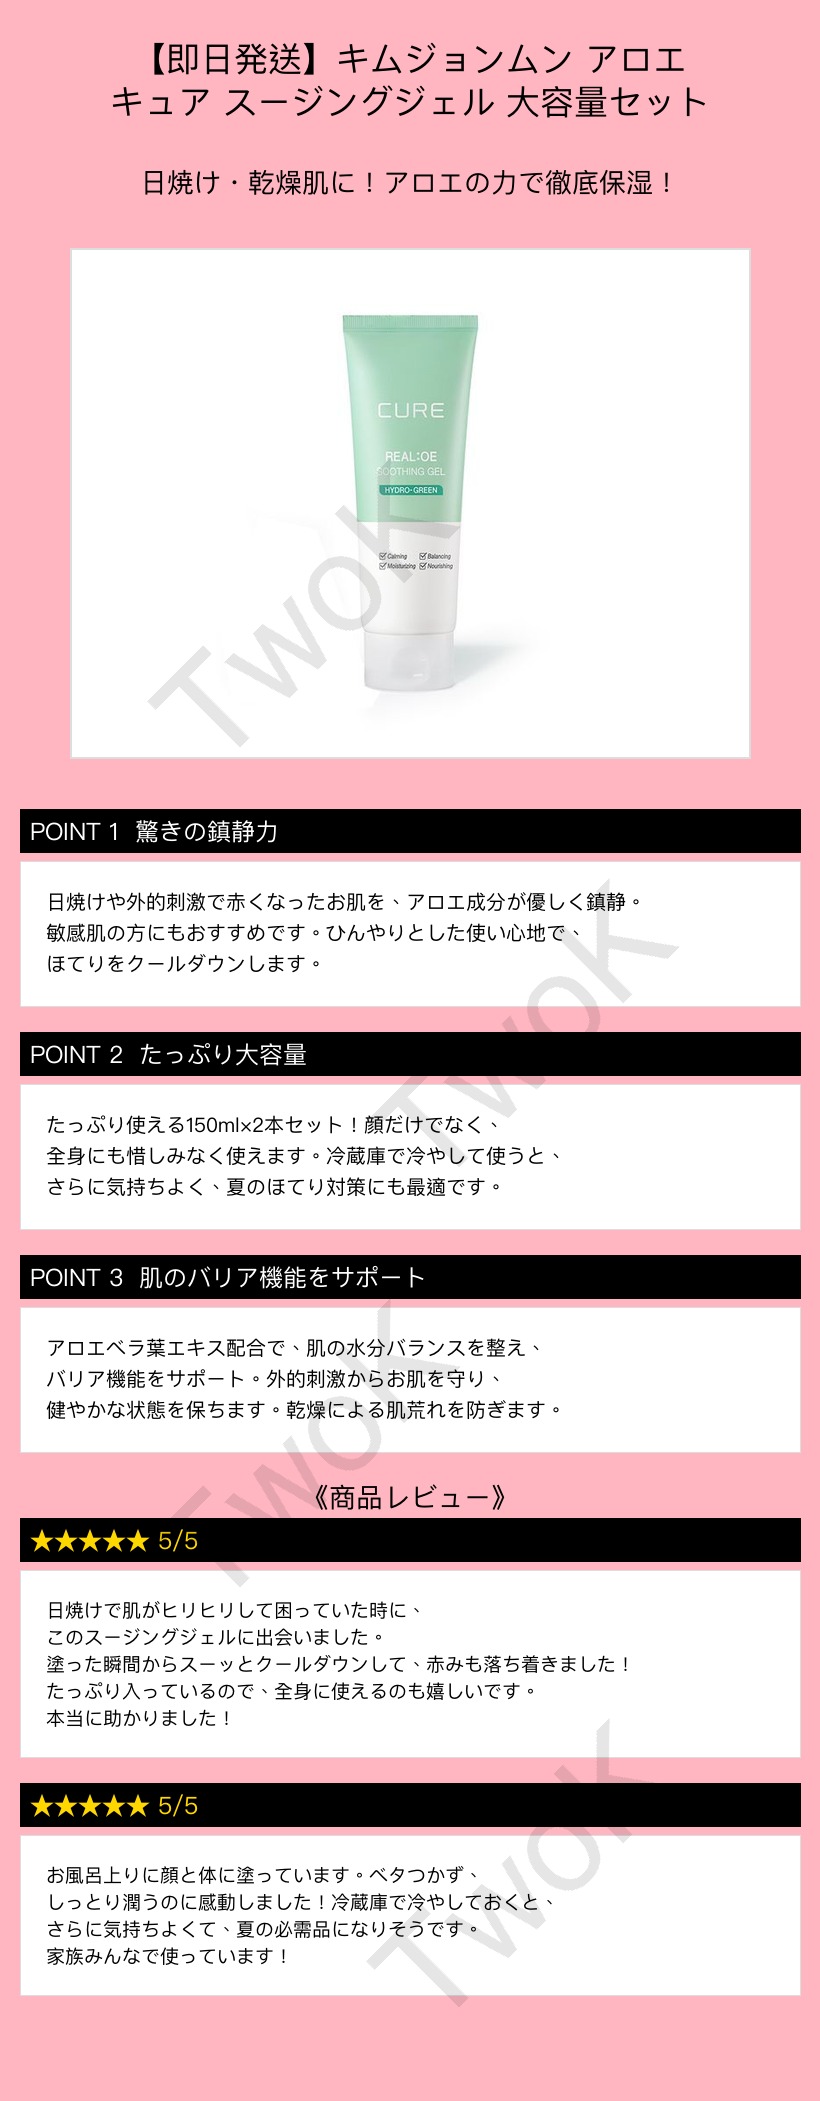 【即日発送】キムジョンムン アロエ
キュア スージングジェル 大容量セット
日焼け・乾燥肌に！アロエの力で徹底保湿！
CURE
REAL:OE
SOOTHING GEL
HYDRO-GREEN
Calming Balancing
Moisturizing Nourishing
TwoK
POINT 1 驚きの鎮静力
日焼けや外的刺激で赤くなったお肌を、アロエ成分が優しく鎮静。
敏感肌の方にもおすすめです。ひんやりとした使い心地で、
ほてりをクールダウンします。
TwoK
POINT 2 たっぷり大容量
たっぷり使える150ml×2本セット！顔だけでなく、
全身にも惜しみなく使えます。冷蔵庫で冷やして使うと、
さらに気持ちよく、夏のほてり対策にも最適です。
POINT 3 肌のバリア機能をサポート
アロエベラ葉エキス配合で、肌の水分バランスを整え、
バリア機能をサポート。外的刺激からお肌を守り、
健やかな状態を保ちます。乾燥による肌荒れを防ぎます。
TwoK
《商品レビュー》
★★★★★ 5/5
日焼けで肌がヒリヒリして困っていた時に、
このスージングジェルに出会いました。
塗った瞬間からスーッとクールダウンして、赤みも落ち着きました！
たっぷり入っているので、全身に使えるのも嬉しいです。
本当に助かりました！
★★★★★ 5/5
お風呂上りに顔と体に塗っています。ベタつかず、
しっとり潤うのに感動しました！冷蔵庫で冷やしておくと、
さらに気持ちよくて、夏の必需品になりそうです。
家族みんなで使っています！
TwoK